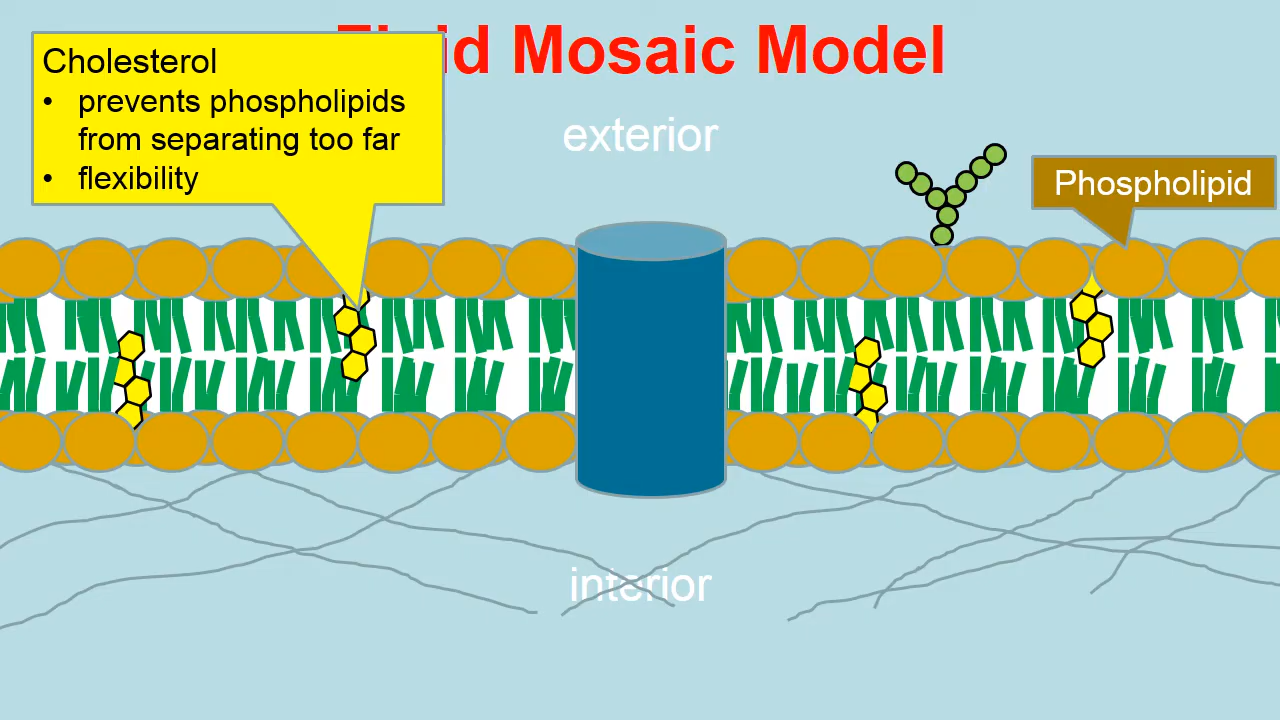 id Mosaic Model
Cholesterol
• prevents phospholipids
from separating too far
• flexibility
exterior
Phospholipid
interior